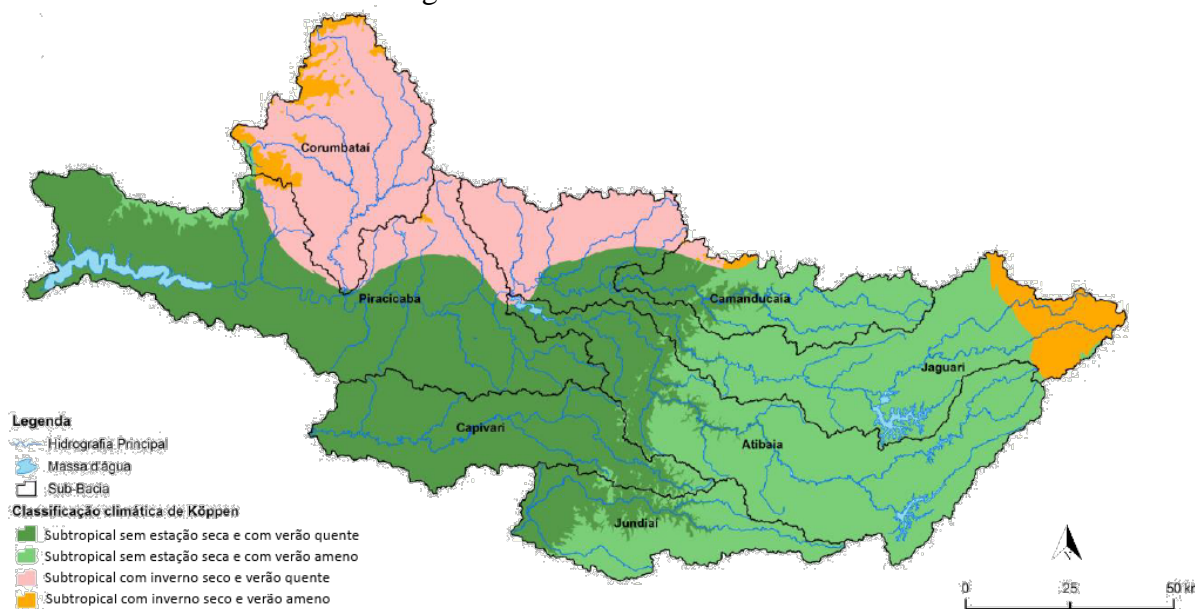 Corumbataí
Piracicaba
Camanducaia
Jaguari
Capivari
Atibaia
Jundiaí
Legenda
Hidrografia Principal
Massa d'água
Sub-Bacia
Classificação climática de Köppen
Subtropical sem estação seca e com verão quente
Subtropical sem estação seca e com verão ameno
Subtropical com inverno seco e verão quente
Subtropical com inverno seco e verão ameno
0 25 50 km